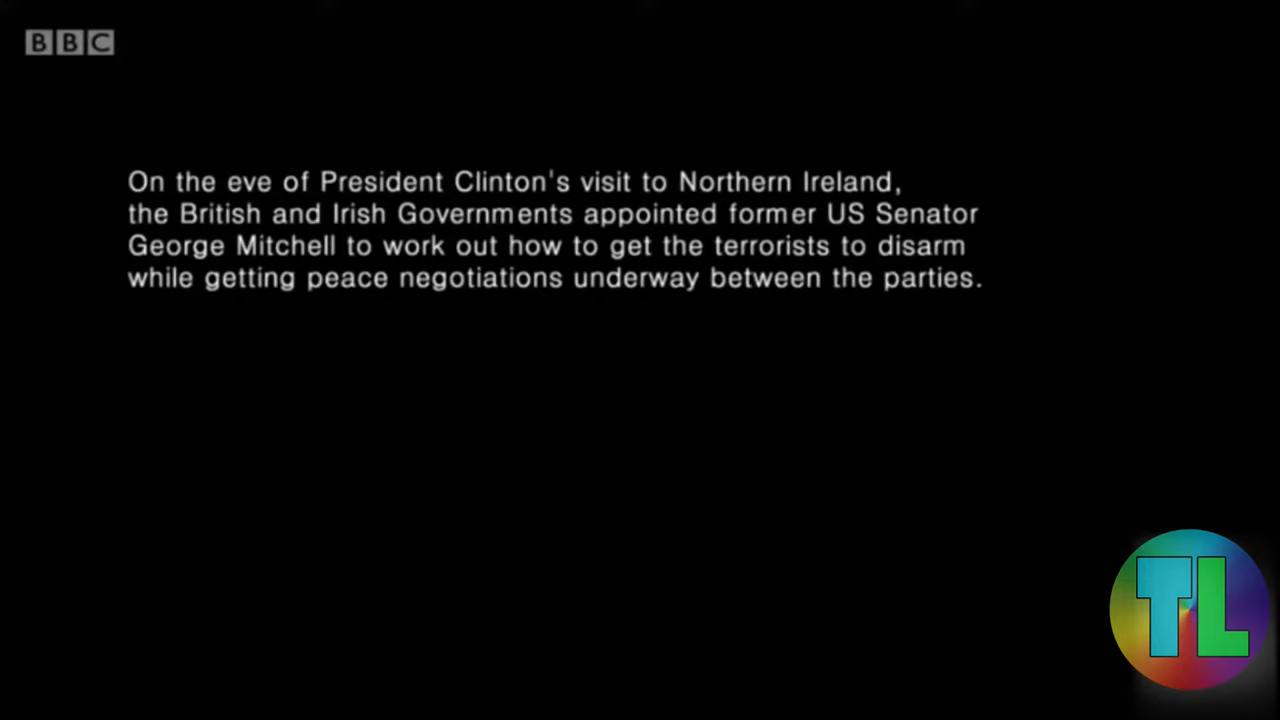 BBC
On the eve of President Clinton's visit to Northern Ireland,
the British and Irish Governments appointed former US Senator
George Mitchell to work out how to get the terrorists to disarm
while getting peace negotiations underway between the parties.
TL